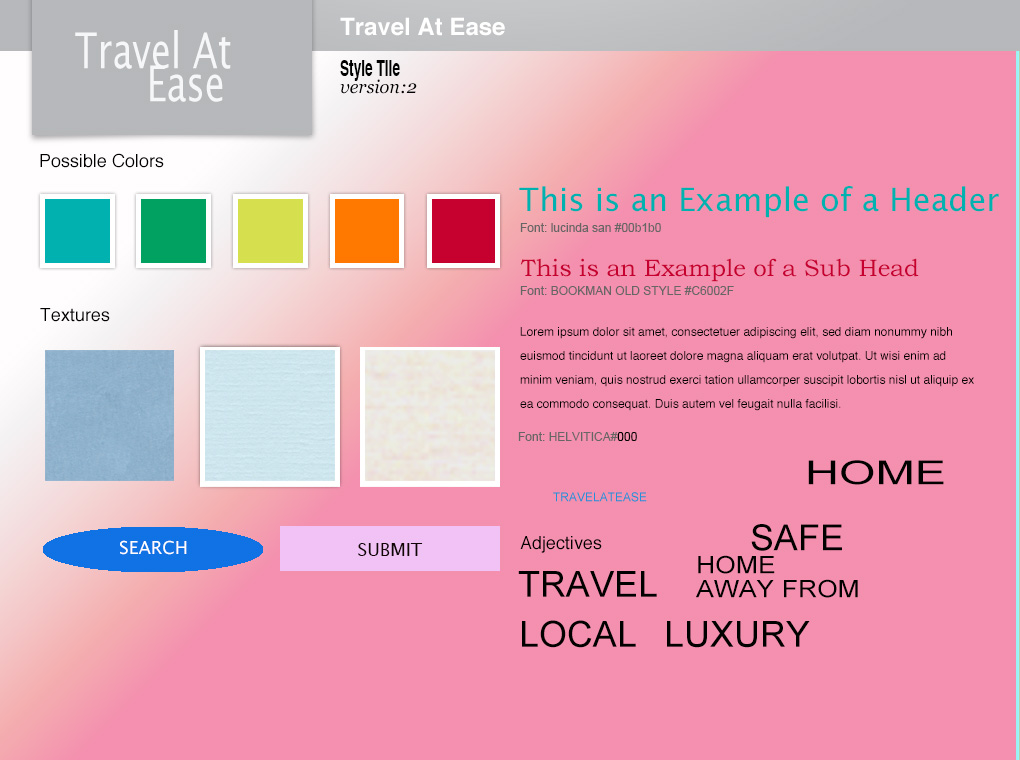 Travel At
Ease
Travel At Ease
Style TIle
version:2
Possible Colors
Textures
SEARCH
SUBMIT
This is an Example of a Header
Font: lucinda san #00b1b0
This is an Example of a Sub Head
Font: BOOKMAN OLD STYLE #C6002F
Lorem ipsum dolor sit amet, consectetuer adipiscing elit, sed diam nonummy nibh
euismod tincidunt ut laoreet dolore magna aliquam erat volutpat. Ut wisi enim ad
minim veniam, quis nostrud exerci tation ullamcorper suscipit lobortis nisl ut aliquip ex
ea commodo consequat. Duis autem vel feugait nulla facilisi.
Font: HELVITICA#000
HOME
TRAVELATEASE
Adjectives
SAFE
HOME
AWAY FROM
TRAVEL
LOCAL
LUXURY